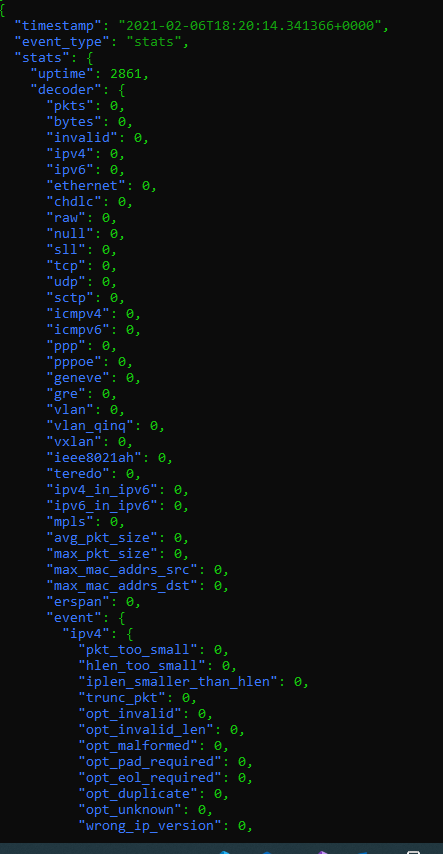 {
"timestamp": "2021-02-06T18:20:14.341366+0000",
"event_type": "stats",
"stats": {
"uptime": 2861,
"decoder": {
"pkts": 0,
"bytes": 0,
"invalid": 0,
"ipv4": 0,
"ipv6": 0,
"ethernet": 0,
"chdlc": 0,
"raw": 0,
"null": 0,
"sll": 0,
"tcp": 0,
"udp": 0,
"sctp": 0,
"icmpv4": 0,
"icmpv6": 0,
"ppp": 0,
"pppoe": 0,
"geneve": 0,
"gre": 0,
"vlan": 0,
"vlan_qinq": 0,
"vxlan": 0,
"ieee8021ah": 0,
"teredo": 0,
"ipv4_in_ipv6": 0,
"ipv6_in_ipv6": 0,
"mpls": 0,
"avg_pkt_size": 0,
"max_pkt_size": 0,
"max_mac_addrs_src": 0,
"max_mac_addrs_dst": 0,
"erspan": 0,
"event": {
"ipv4": {
"pkt_too_small": 0,
"hlen_too_small": 0,
"iplen_smaller_than_hlen": 0,
"trunc_pkt": 0,
"opt_invalid": 0,
"opt_invalid_len": 0,
"opt_malformed": 0,
"opt_pad_required": 0,
"opt_eol_required": 0,
"opt_duplicate": 0,
"opt_unknown": 0,
"wrong_ip_version": 0,